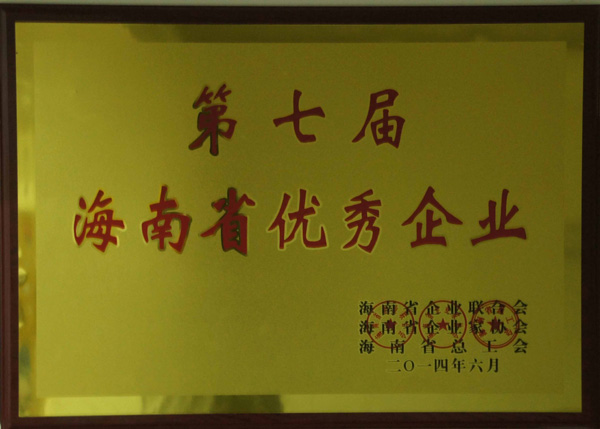 第七届
海南省优秀企业
海南省企业联合会
海南省企业家协会
海南省总工会
二〇一四年六月